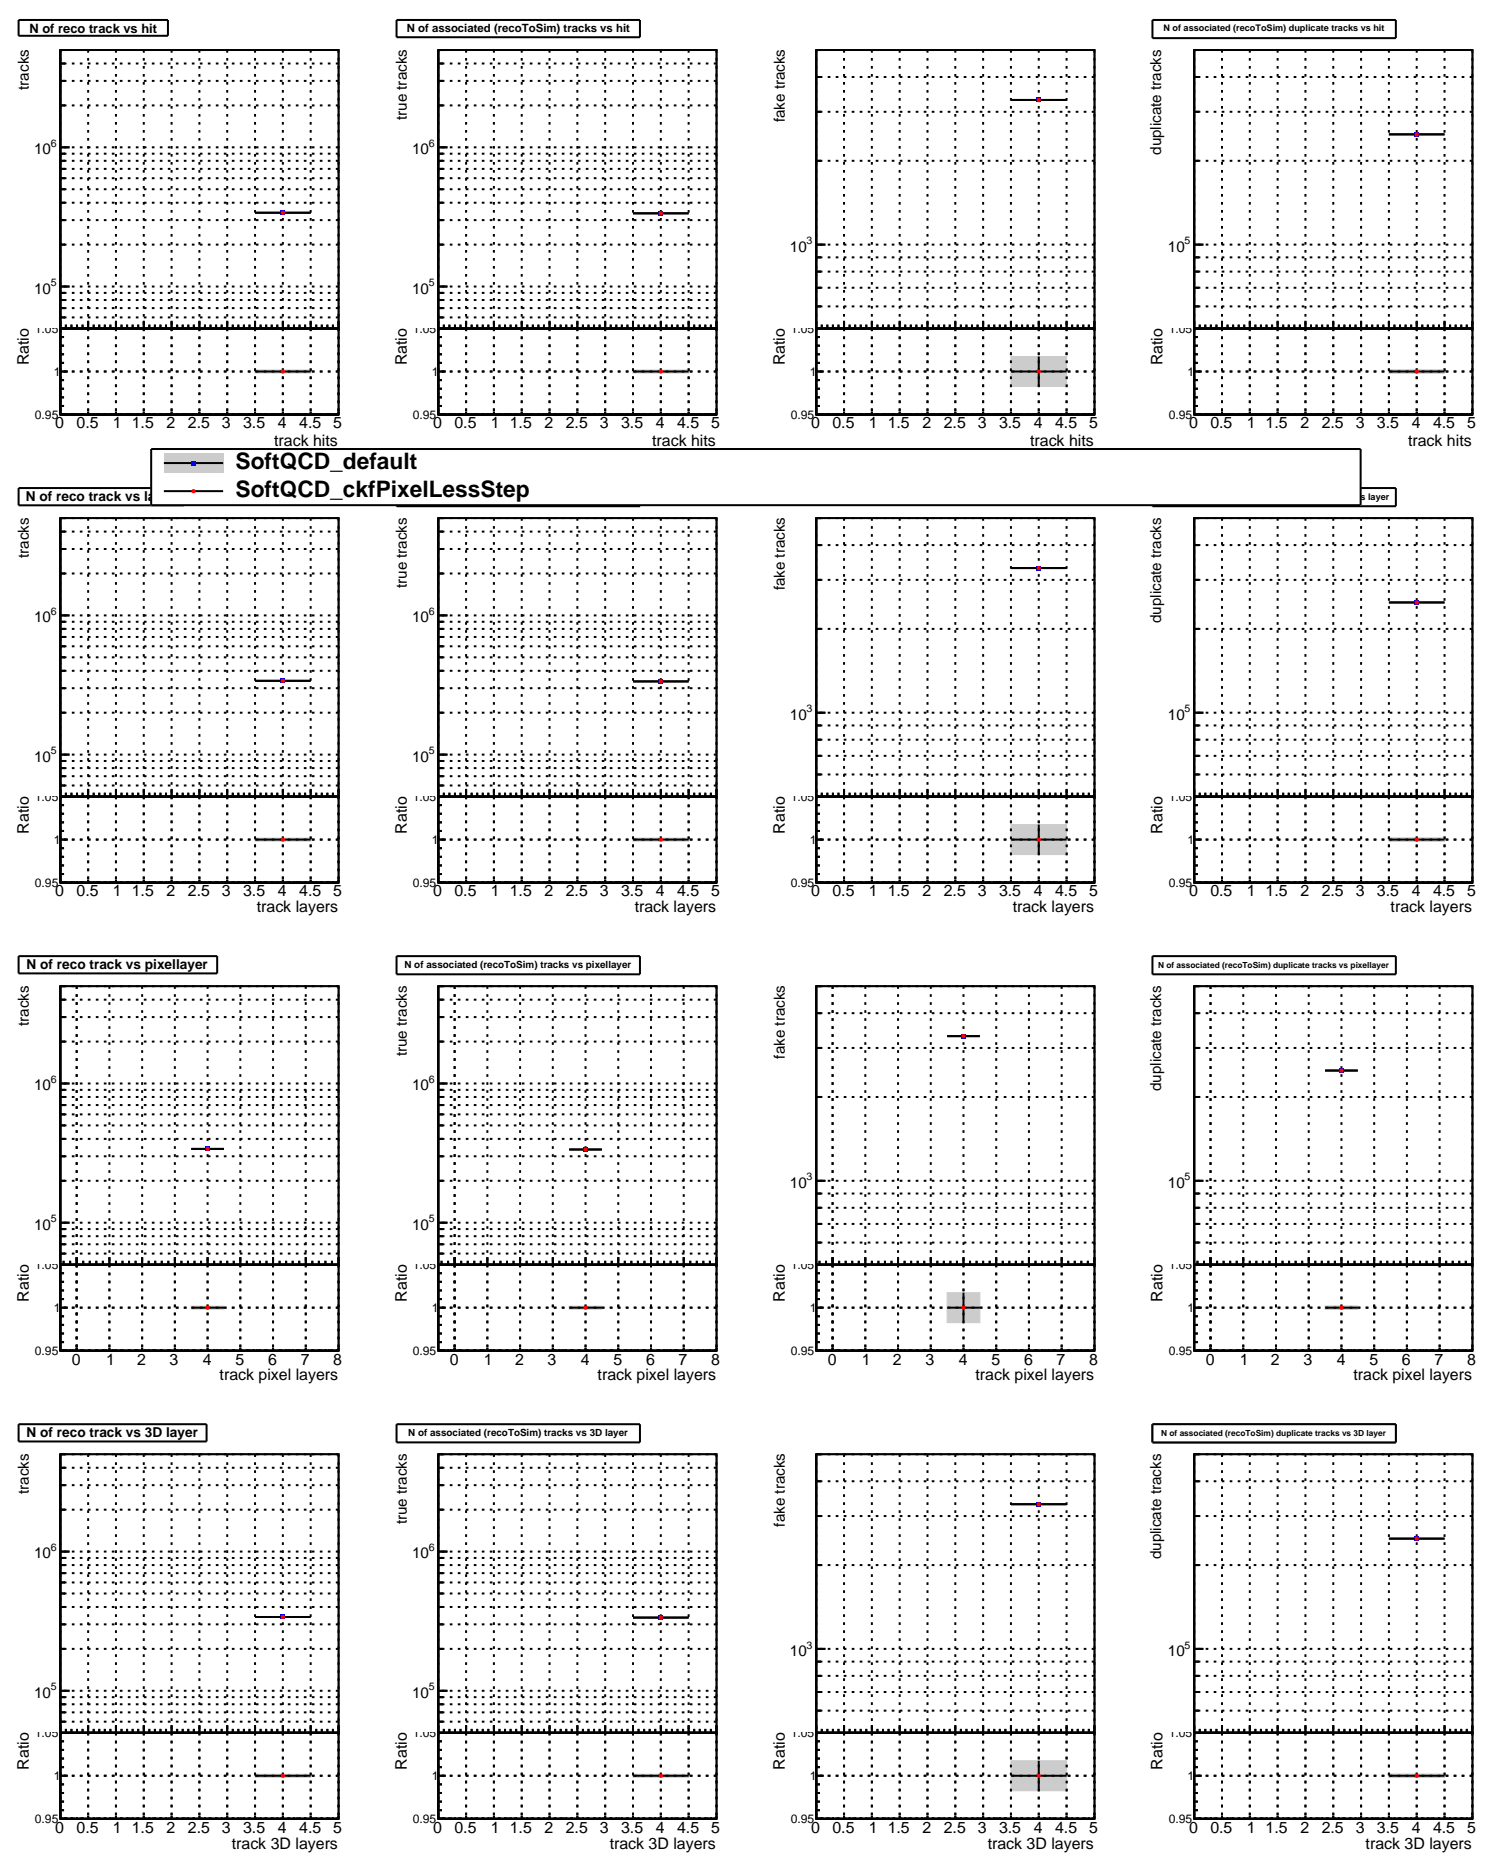 N of reco track vs hit
N of associated (recoToSim) tracks vs hit
N of associated (recoToSim) duplicate tracks vs hit
tracks
true tracks
fake tracks
duplicate tracks
10^6
10^5
10^6
10^5
10^3
10^5
Ratio
1
0.95
0 0.5 1 1.5 2 2.5 3 3.5 4 4.5 5
track hits
Ratio
1
0.95
0 0.5 1 1.5 2 2.5 3 3.5 4 4.5 5
track hits
Ratio
1
0.95
0 0.5 1 1.5 2 2.5 3 3.5 4 4.5 5
track hits
Ratio
1
0.95
0 0.5 1 1.5 2 2.5 3 3.5 4 4.5 5
track hits
SoftQCD_default
SoftQCD_ckfPixelLessStep
N of reco track vs
layer
tracks
true tracks
fake tracks
duplicate tracks
10^6
10^5
10^6
10^5
10^3
10^5
Ratio
1
0.95
0 0.5 1 1.5 2 2.5 3 3.5 4 4.5 5
track layers
Ratio
1
0.95
0 0.5 1 1.5 2 2.5 3 3.5 4 4.5 5
track layers
Ratio
1
0.95
0 0.5 1 1.5 2 2.5 3 3.5 4 4.5 5
track layers
Ratio
1
0.95
0 0.5 1 1.5 2 2.5 3 3.5 4 4.5 5
track layers
N of reco track vs pixellayer
N of associated (recoToSim) tracks vs pixellayer
N of associated (recoToSim) duplicate tracks vs pixellayer
tracks
true tracks
fake tracks
duplicate tracks
10^6
10^5
10^6
10^5
10^3
10^5
Ratio
1
0.95
0 1 2 3 4 5 6 7 8
track pixel layers
Ratio
1
0.95
0 1 2 3 4 5 6 7 8
track pixel layers
Ratio
1
0.95
0 1 2 3 4 5 6 7 8
track pixel layers
Ratio
1
0.95
0 1 2 3 4 5 6 7 8
track pixel layers
N of reco track vs 3D layer
N of associated (recoToSim) tracks vs 3D layer
N of associated (recoToSim) duplicate tracks vs 3D layer
tracks
true tracks
fake tracks
duplicate tracks
10^6
10^5
10^6
10^5
10^3
10^5
Ratio
1
0.95
0 0.5 1 1.5 2 2.5 3 3.5 4 4.5 5
track 3D layers
Ratio
1
0.95
0 0.5 1 1.5 2 2.5 3 3.5 4 4.5 5
track 3D layers
Ratio
1
0.95
0 0.5 1 1.5 2 2.5 3 3.5 4 4.5 5
track 3D layers
Ratio
1
0.95
0 0.5 1 1.5 2 2.5 3 3.5 4 4.5 5
track 3D layers